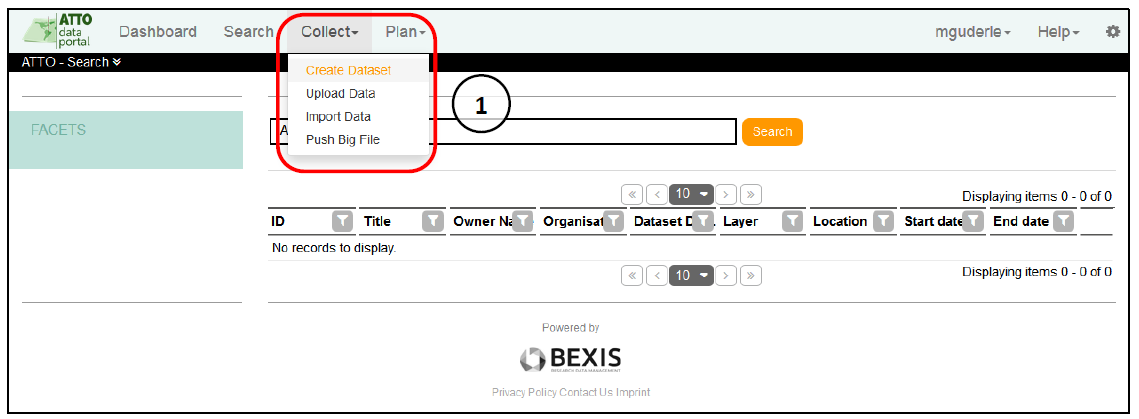 ATTO
data
portal
Dashboard Search Collect Plan mguderle Help
ATTO - Search
Create Dataset
Upload Data
Import Data
Push Big File
1
FACETS
A
Search
« < 10 > »
Displaying items 0 - 0 of 0
ID Title Owner Na Organisat Dataset D Layer Location Start date End date
No records to display.
« < 10 > »
Displaying items 0 - 0 of 0
Powered by
BEXIS
RESEARCH DATA MANAGEMENT
Privacy Policy Contact Us Imprint